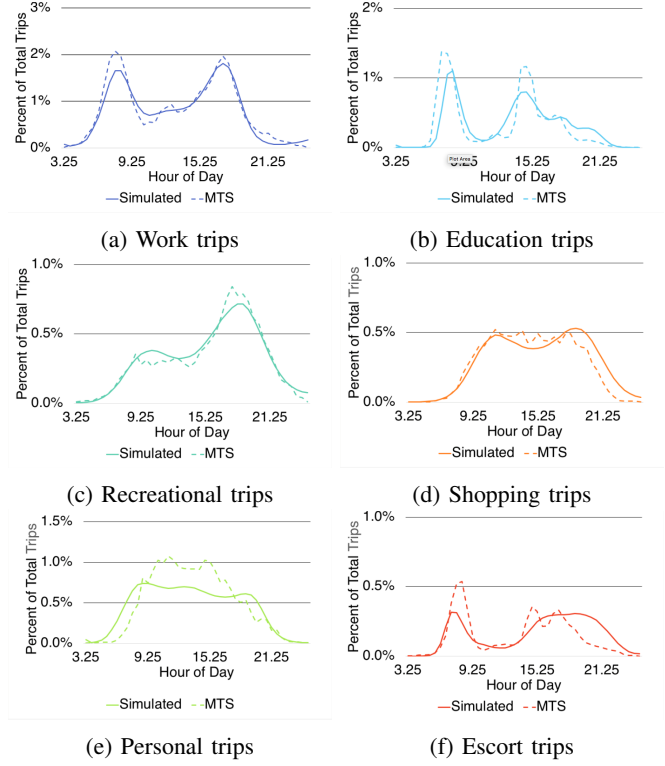 3%
2%
1%
0%
Percent of Total Trips
3.25 9.25 15.25 21.25
Hour of Day
Simulated MTS
(a) Work trips
2%
1%
0%
Percent of Total Trips
3.25 15.25 21.25
Plot Area
Hour of Day
Simulated MTS
(b) Education trips
1.0%
0.5%
0.0%
Percent of Total Trips
3.25 9.25 15.25 21.25
Hour of Day
Simulated MTS
(c) Recreational trips
1.0%
0.5%
0.0%
Percent of Total Trips
3.25 9.25 15.25 21.25
Hour of Day
Simulated MTS
(d) Shopping trips
1.5%
1.0%
0.5%
0.0%
Percent of Total Trips
3.25 9.25 15.25 21.25
Hour of Day
Simulated MTS
(e) Personal trips
1.0%
0.5%
0.0%
Percent of Total Trips
3.25 9.25 15.25 21.25
Hour of Day
Simulated MTS
(f) Escort trips